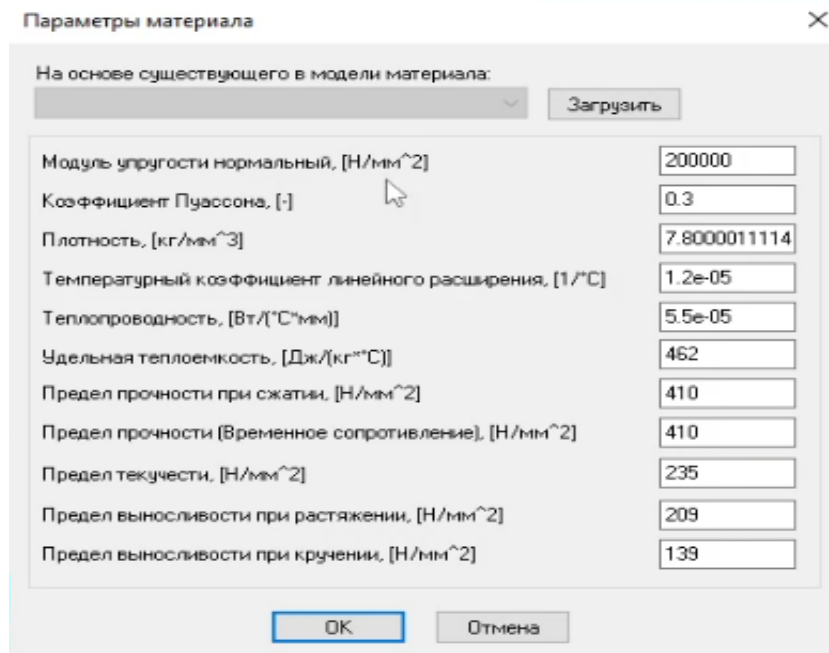 Параметры материала
На основе существующего в модели материала:
Загрузить
Модуль упругости нормальный, [Н/мм^2] 200000
Коэффициент Пуассона, [-] 0.3
Плотность, [кг/мм^3] 7.8000011114
Температурный коэффициент линейного расширения, [1/°C] 1.2e-05
Теплопроводность, [Вт/(°C*мм)] 5.5e-05
Удельная теплоемкость, [Дж/(кг*°C)] 462
Предел прочности при сжатии, [Н/мм^2] 410
Предел прочности (Временное сопротивление), [Н/мм^2] 410
Предел текучести, [Н/мм^2] 235
Предел выносливости при растяжении, [Н/мм^2] 209
Предел выносливости при кручении, [Н/мм^2] 139
OK Отмена